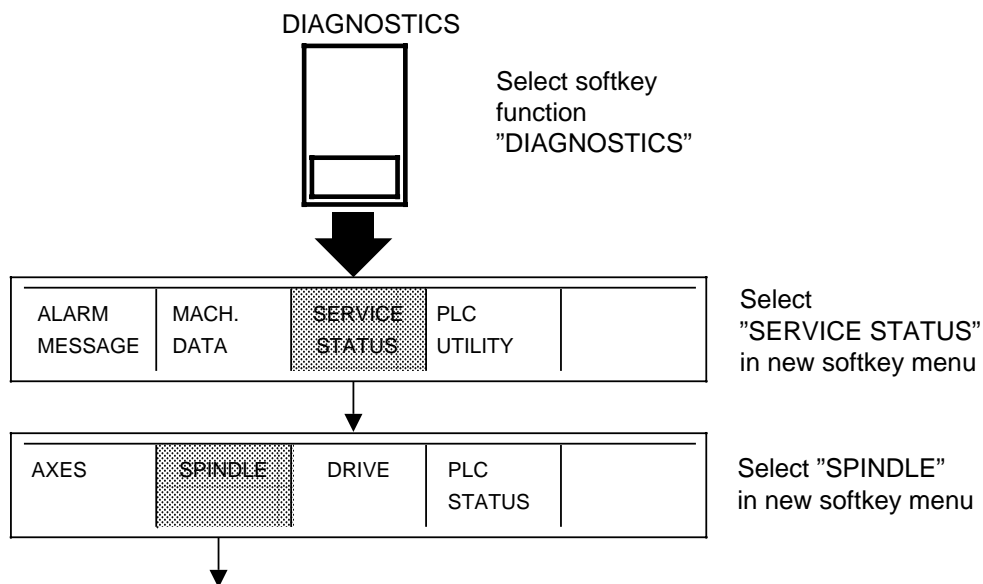 DIAGNOSTICS
Select softkey
function
”DIAGNOSTICS”
ALARM
MESSAGE
MACH.
DATA
SERVICE
STATUS
PLC
UTILITY
Select
”SERVICE STATUS”
in new softkey menu
AXES
SPINDLE
DRIVE
PLC
STATUS
Select ”SPINDLE”
in new softkey menu